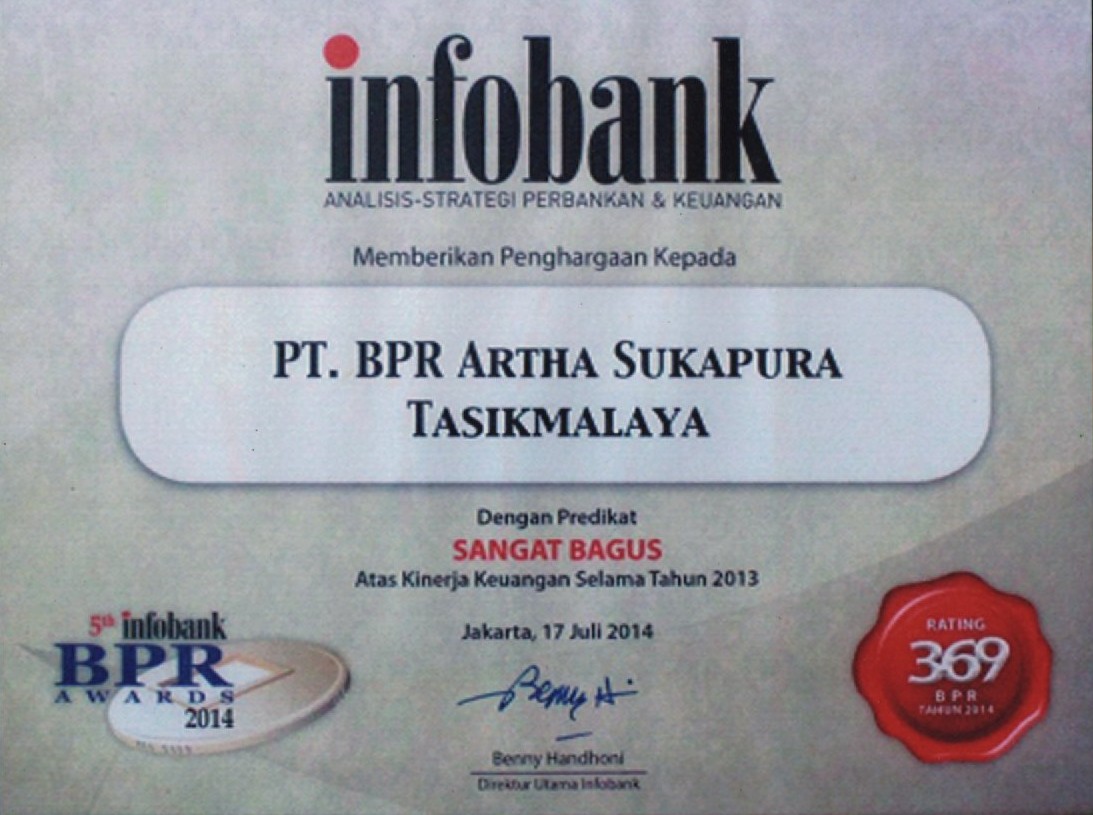 infobank
ANALISIS-STRATEGI PERBANKAN & KEUANGAN
Memberikan Penghargaan Kepada
PT. BPR ARTHA SUKAPURA
TASIKMALAYA
Dengan Predikat
SANGAT BAGUS
Atas Kinerja Keuangan Selama Tahun 2013
Jakarta, 17 Juli 2014
5th infobank
BPR
AWARDS
2014
Benny H
Benny Handhoni
Direktur Utama Infobank
RATING
369
BPR
TAHUN 2014